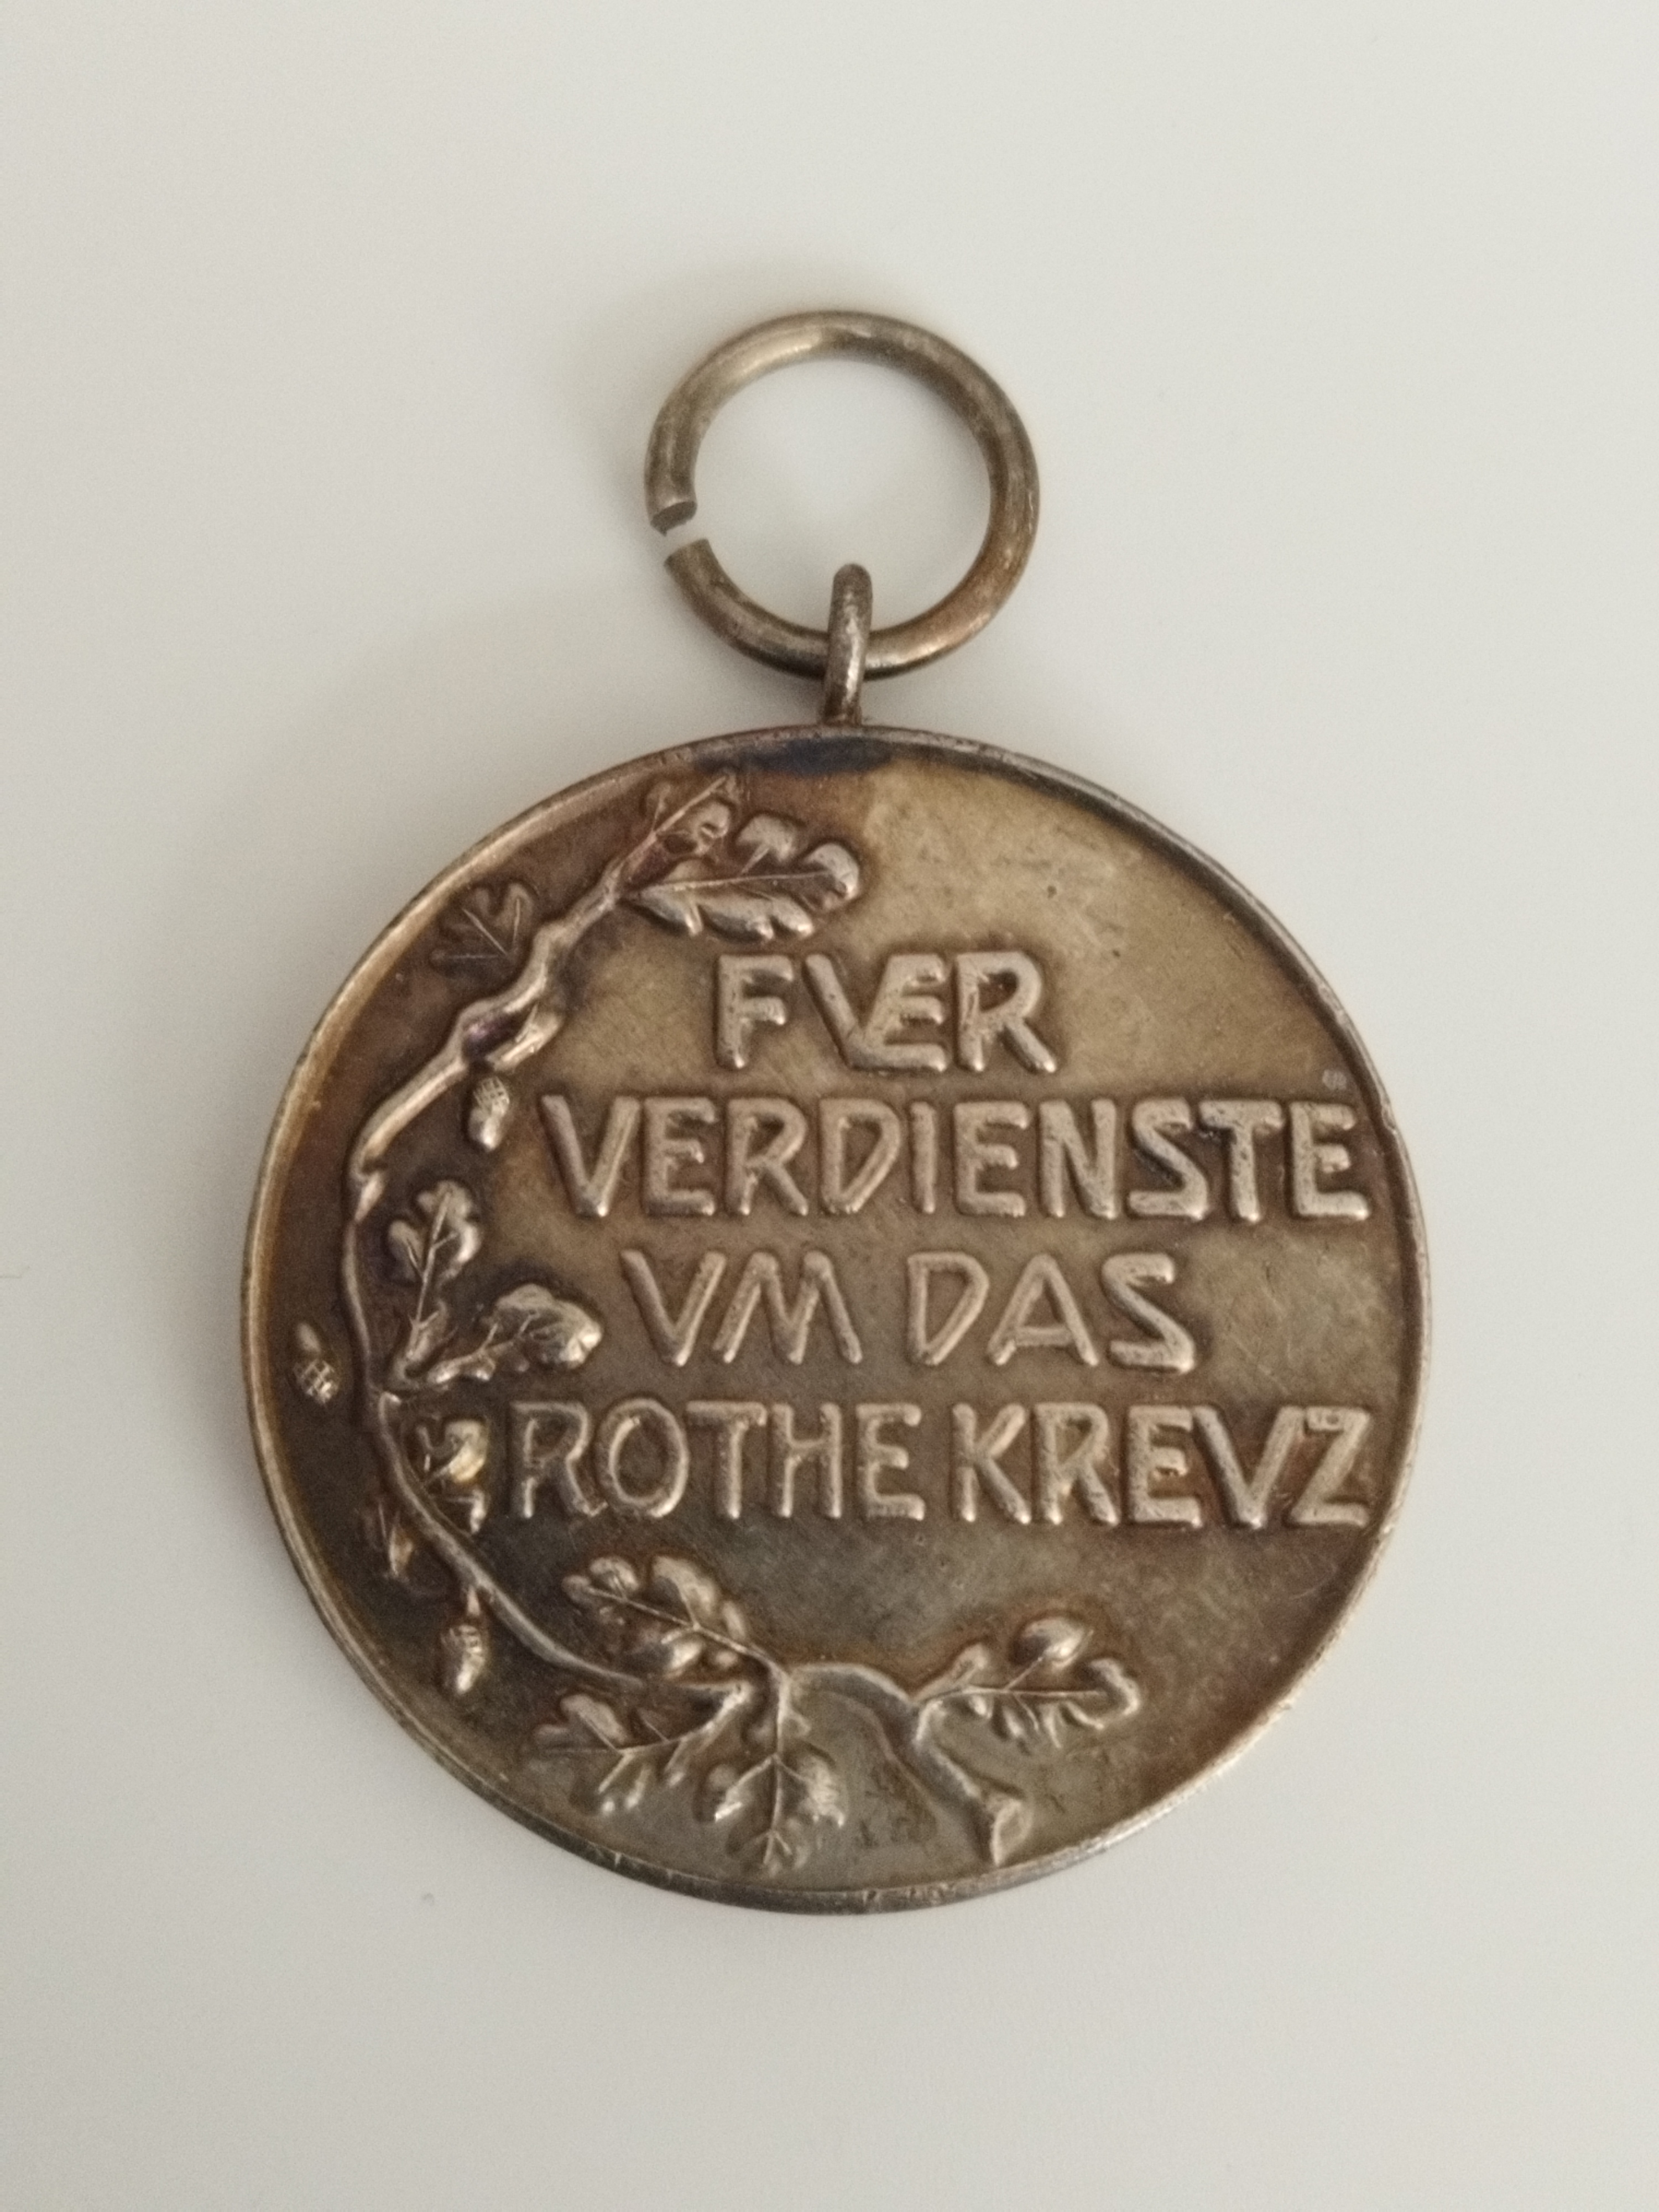 FVER
VERDIENSTE
VM DAS
ROTHE KREVZ